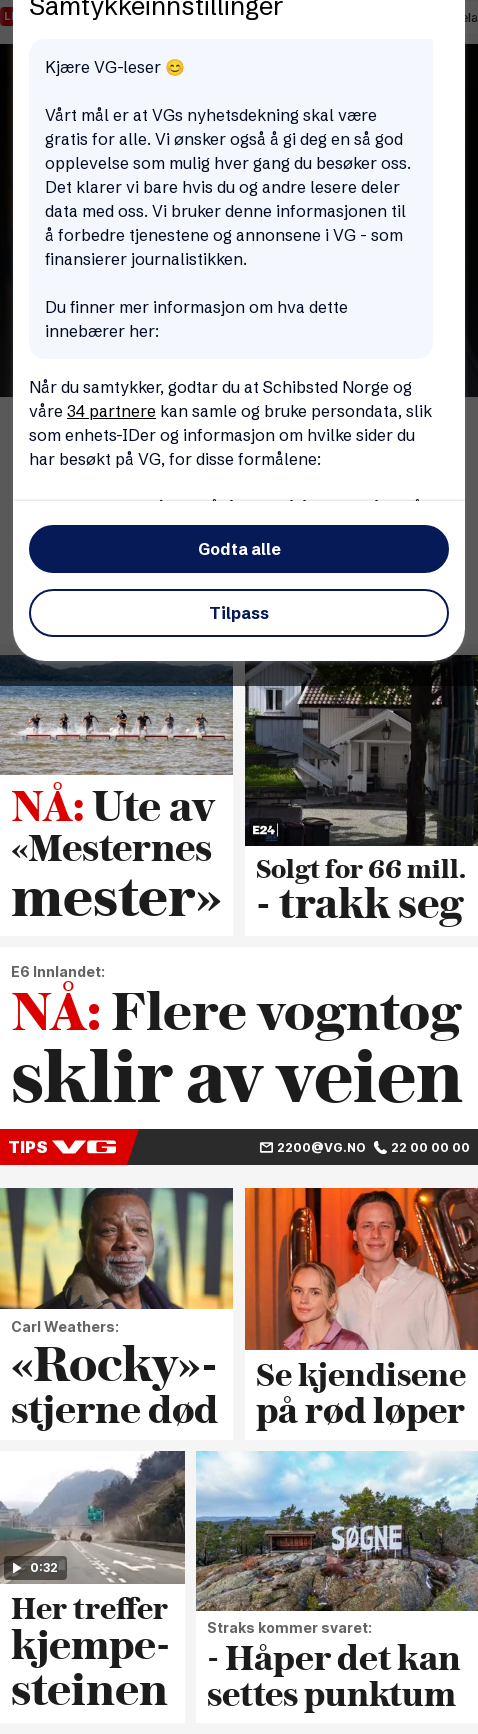 Samtykkeinnstillinger
Kjære VG-leser 😊
Vårt mål er at VGs nyhetsdekning skal være
gratis for alle. Vi ønsker også å gi deg en så god
opplevelse som mulig hver gang du besøker oss.
Det klarer vi bare hvis du og andre lesere deler
data med oss. Vi bruker denne informasjonen til
å forbedre tjenestene og annonsene i VG - som
finansierer journalistikken.
Du finner mer informasjon om hva dette
innebærer her:
Når du samtykker, godtar du at Schibsted Norge og
våre 34 partnere kan samle og bruke persondata, slik
som enhets-IDer og informasjon om hvilke sider du
har besøkt på VG, for disse formålene:
Godta alle
Tilpass
NÅ: Ute av
«Mesternes
mester»
E24
Solgt for 66 mill.
- trakk seg
E6 Innlandet:
NÅ: Flere vogntog
sklir av veien
TIPS VG 2200@VG.NO 22 00 00 00
Carl Weathers:
«Rocky»-
stjerne død
Se kjendisene
på rød løper
0:32
Her treffer
kjempe-
steinen
SØGNE
Straks kommer svaret:
- Håper det kan
settes punktum